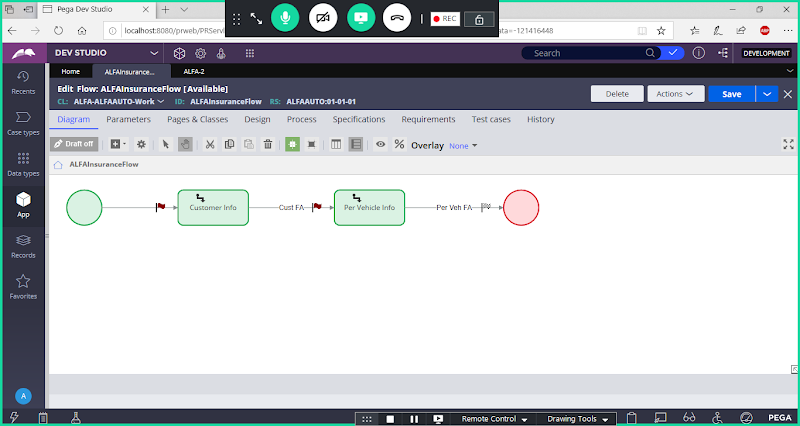 Pega Dev Studio
localhost:8080/prweb/PRServl
data=-121416448
REC
DEV STUDIO
Search
DEVELOPMENT
Home
ALFAInsurance...
ALFA-2
Edit Flow: ALFAInsuranceFlow [Available]
CL: ALFA-ALFAAUTO-Work
ID: ALFAInsuranceFlow
RS: ALFAAUTO:01-01-01
Delete
Actions
Save
Diagram
Parameters
Pages & Classes
Design
Process
Specifications
Requirements
Test cases
History
Draft off
Overlay
None
ALFAInsuranceFlow
Recents
Case types
Data types
App
Records
Favorites
A
Customer Info
Cust FA
Per Vehicle Info
Per Veh FA
Remote Control
Drawing Tools
PEGA
ABP